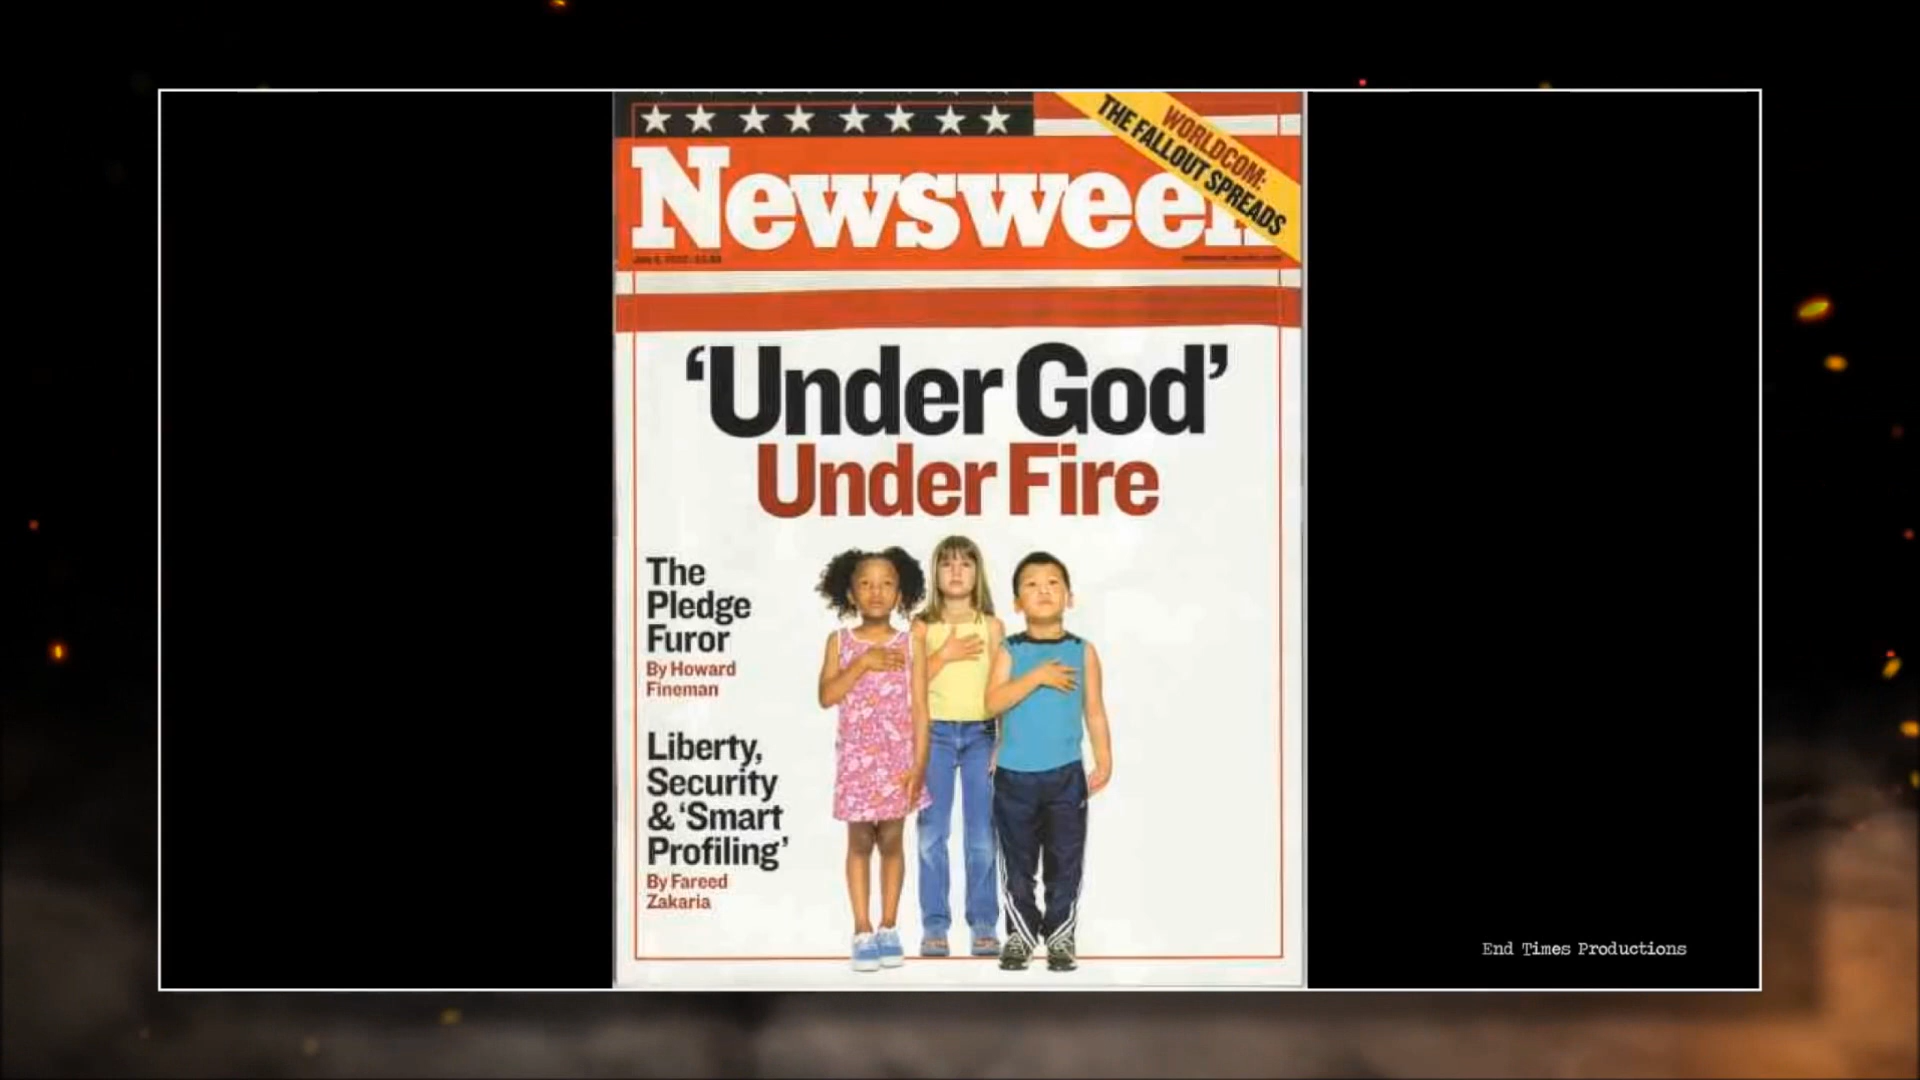 WORLDCOM:
THE FALLOUT SPREADS
Newsweek
'Under God'
Under Fire
The
Pledge
Furor
By Howard
Fineman
Liberty,
Security
& 'Smart
Profiling'
By Fareed
Zakaria
End Times Productions